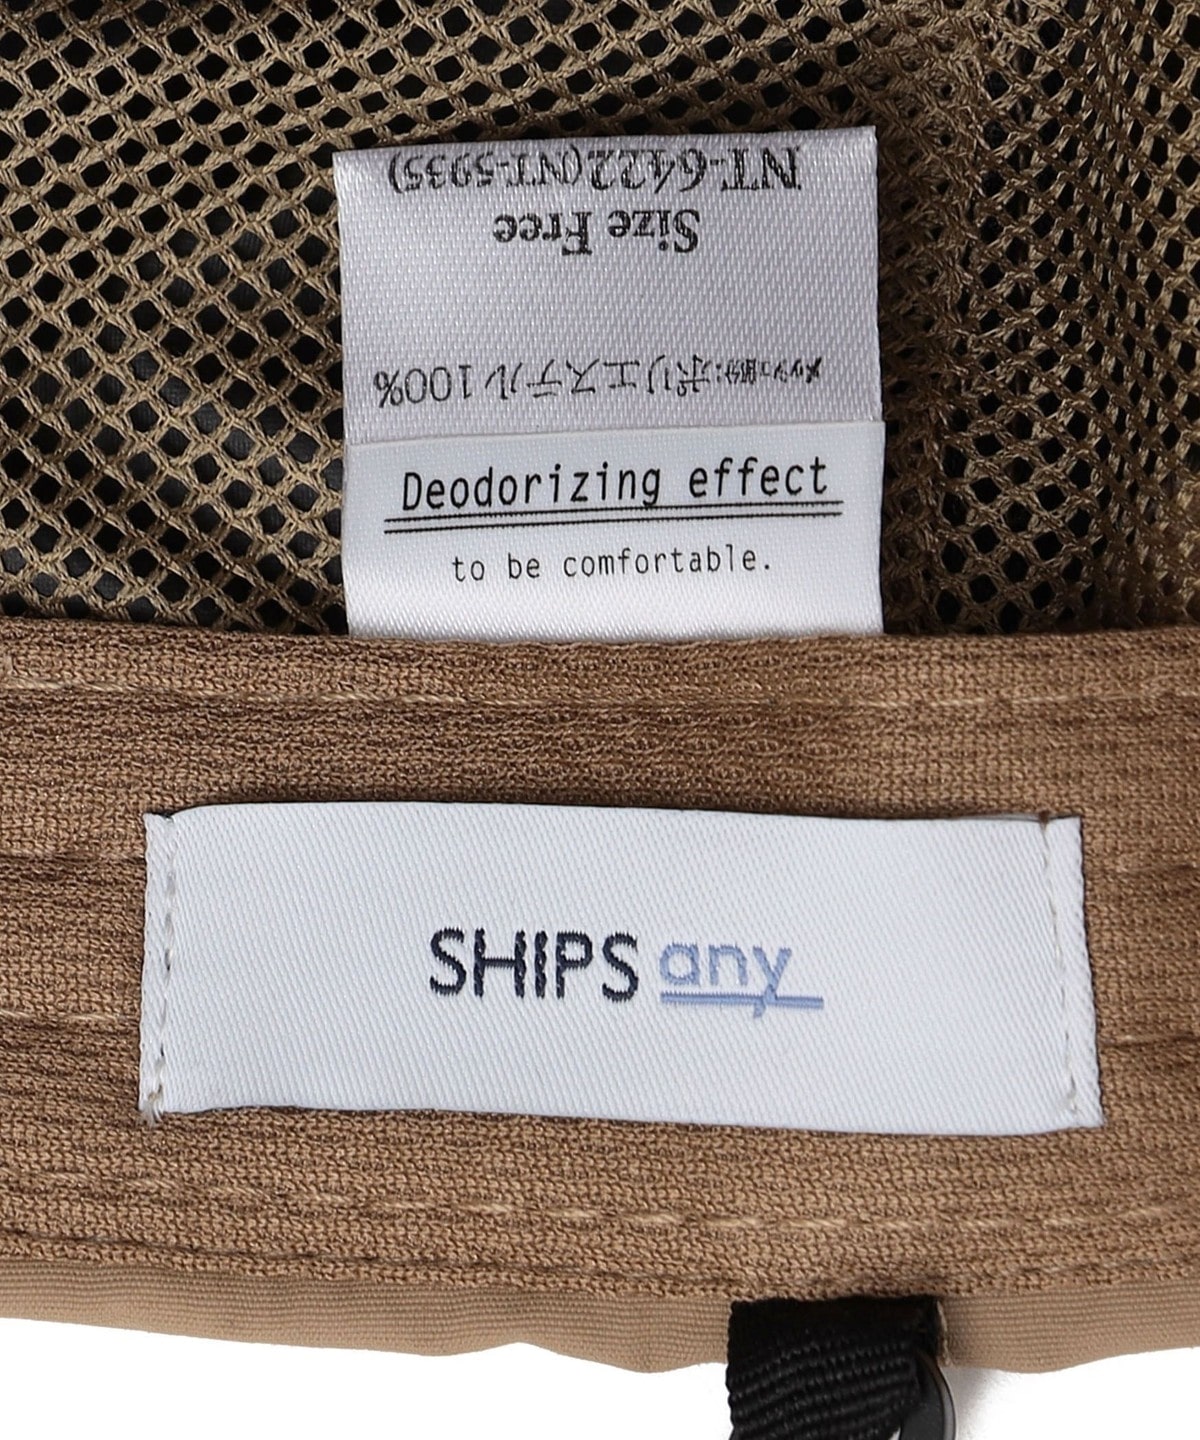 NT-6422(NT-5935)
Size Free
メッシュ部分:ポリエステル100%
Deodorizing effect
to be comfortable.
SHIPS any